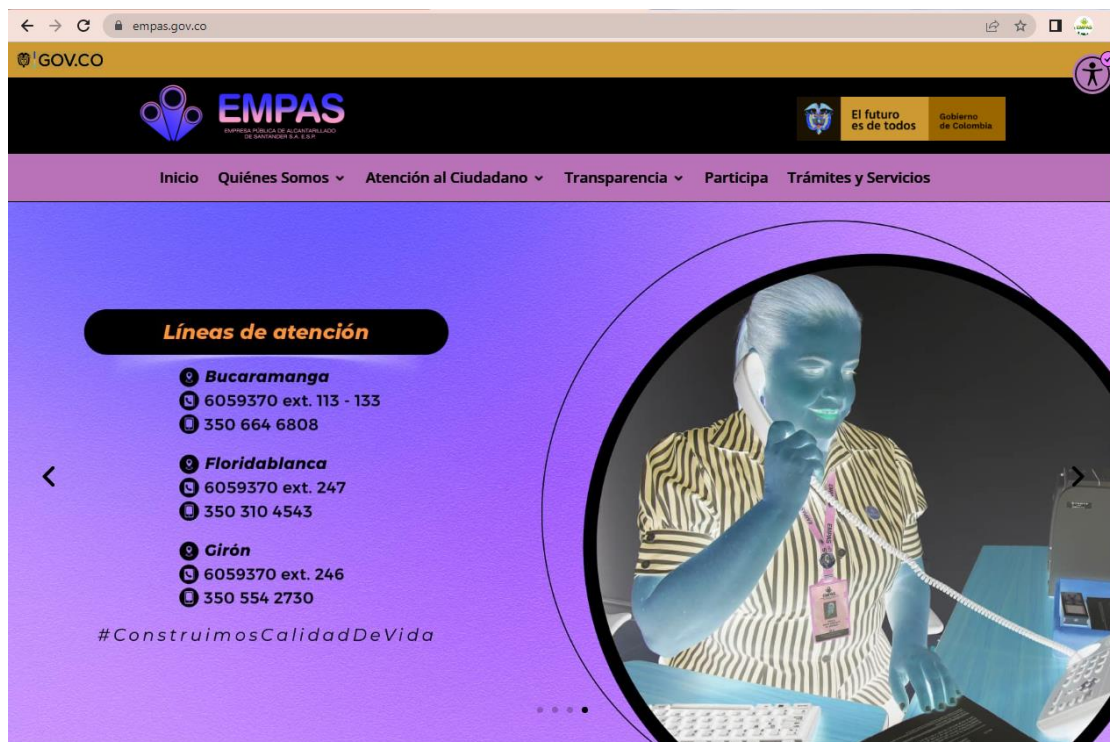 empas.gov.co
GOV.CO
EMPAS
EMPRESA PÚBLICA DE ALCANTARILLADO
DE SANTANDER S.A. E.S.P.
El futuro
es de todos
Gobierno
de Colombia
Inicio Quiénes Somos Atención al Ciudadano Transparencia Participa Trámites y Servicios
Líneas de atención
Bucaramanga
6059370 ext. 113 - 133
350 664 6808
Floridablanca
6059370 ext. 247
350 310 4543
Girón
6059370 ext. 246
350 554 2730
#ConstruimosCalidadDeVida